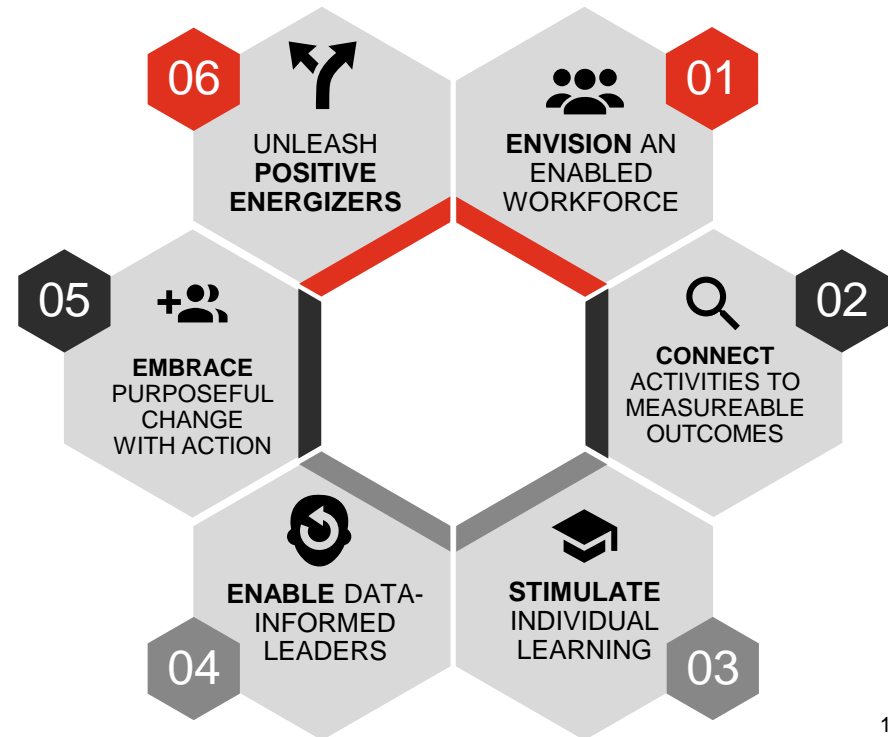 01
ENVISION AN
ENABLED
WORKFORCE
02
CONNECT
ACTIVITIES TO
MEASUREABLE
OUTCOMES
03
STIMULATE
INDIVIDUAL
LEARNING
04
ENABLE DATA-
INFORMED
LEADERS
05
EMBRACE
PURPOSEFUL
CHANGE
WITH ACTION
06
UNLEASH
POSITIVE
ENERGIZERS
1